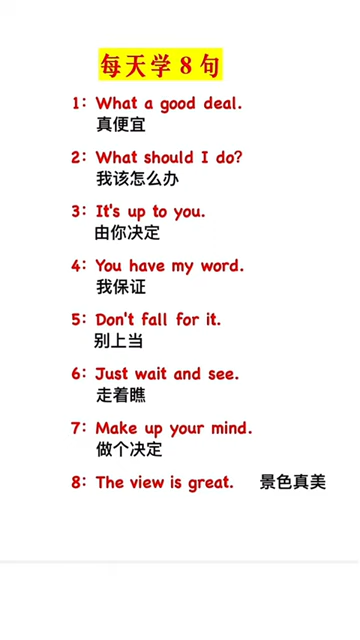 每天学 8 句
1: What a good deal.
真便宜
2: What should I do?
我该怎么办
3: It's up to you.
由你决定
4: You have my word.
我保证
5: Don't fall for it.
别上当
6: Just wait and see.
走着瞧
7: Make up your mind.
做个决定
8: The view is great. 景色真美